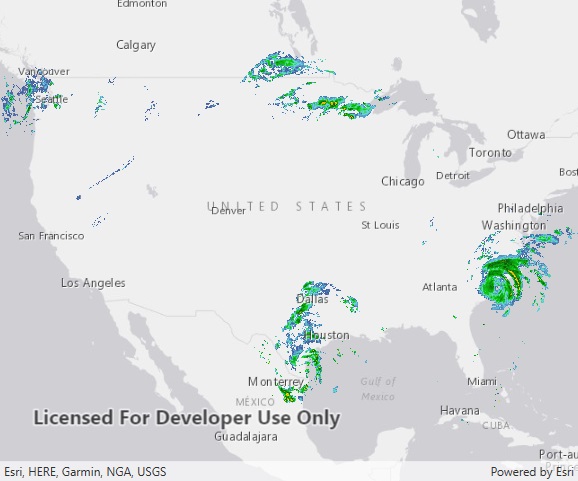 Edmonton
Calgary
Vancouver
Seattle
Ottawa
Toronto
Chicago
Detroit
Bost
UNITED STATES
Denver
Philadelphia
San Francisco
St Louis
Washington
Los Angeles
Atlanta
Dallas
Houston
Monterrey
Gulf of
Mexico
Miami
MÉXICO
Havana
Licensed For Developer Use Only
CUBA
Guadalajara
Port-au
Prince
Esri, HERE, Garmin, NGA, USGS
Powered by Esri